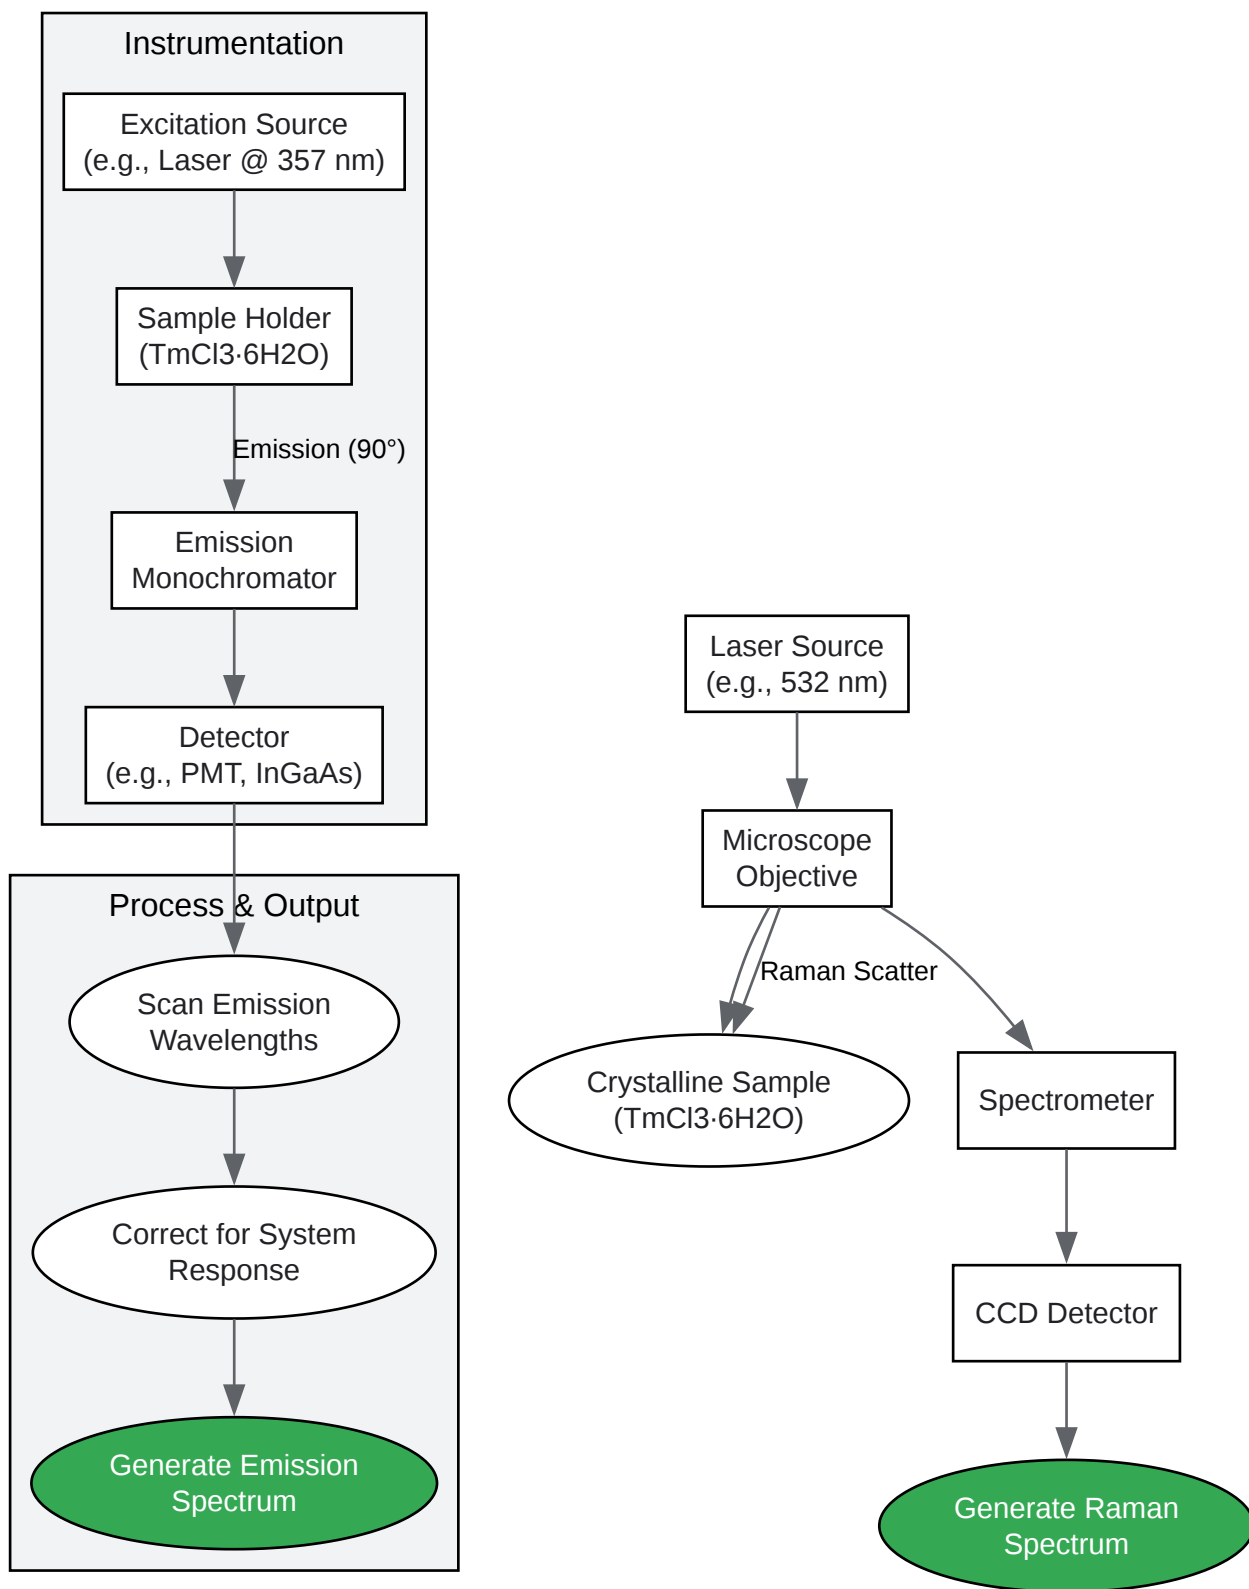 Instrumentation
Excitation Source
(e.g., Laser @ 357 nm)
Sample Holder
(TmCl3·6H2O)
Emission (90°)
Emission
Monochromator
Detector
(e.g., PMT, InGaAs)
Process & Output
Scan Emission
Wavelengths
Correct for System
Response
Generate Emission
Spectrum
Laser Source
(e.g., 532 nm)
Microscope
Objective
Raman Scatter
Crystalline Sample
(TmCl3·6H2O)
Spectrometer
CCD Detector
Generate Raman
Spectrum